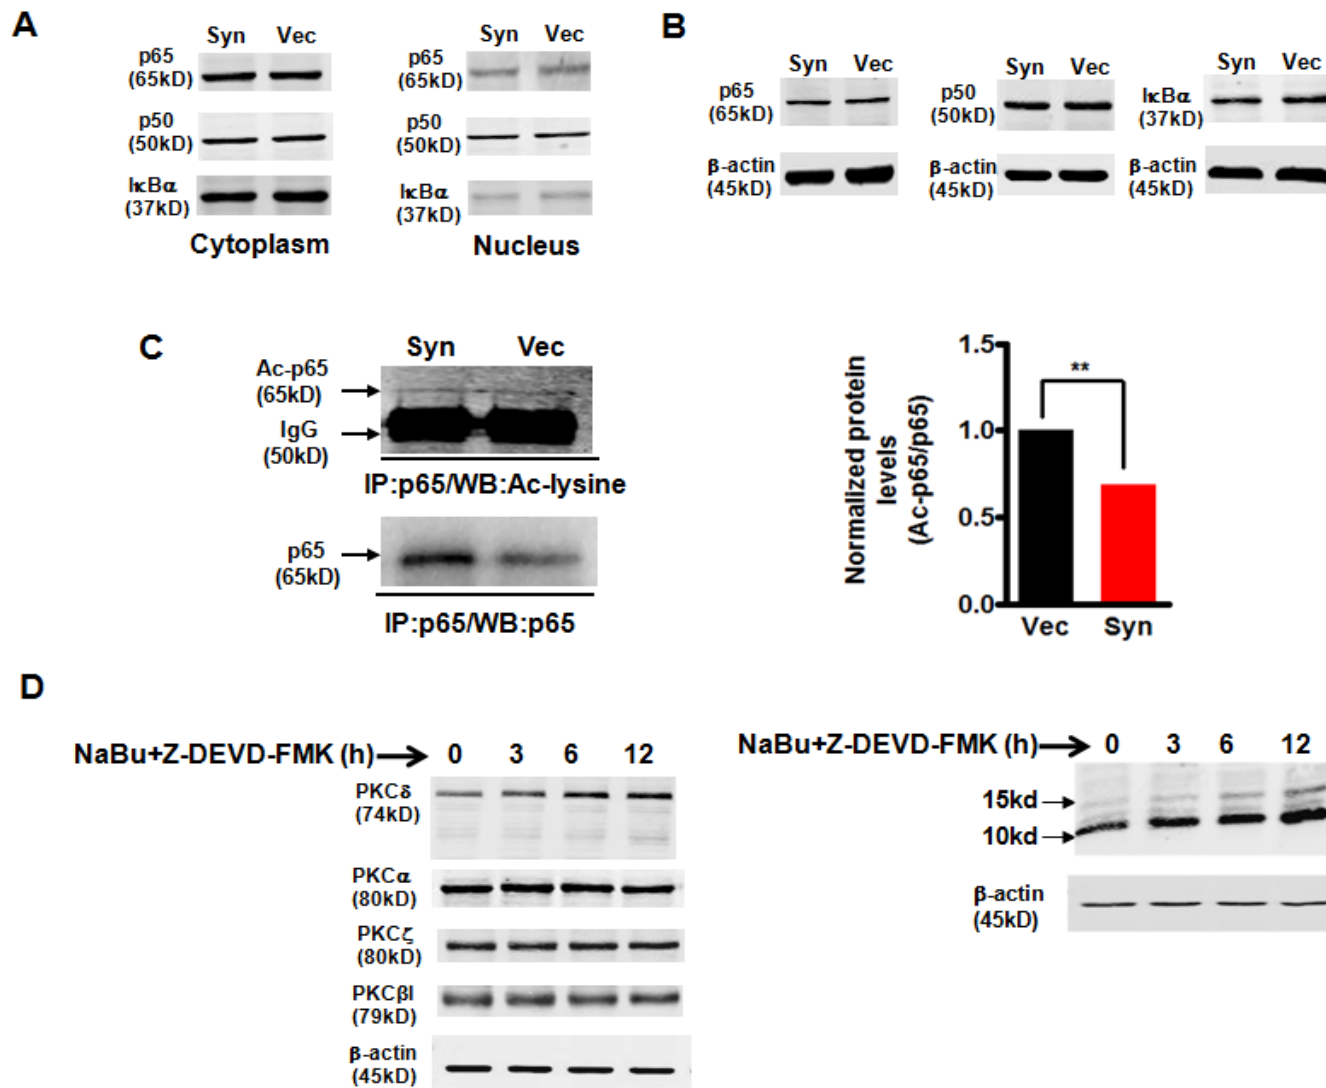 A
Syn Vec
p65
(65kD)
p50
(50kD)
IκBα
(37kD)
Cytoplasm
Syn Vec
p65
(65kD)
p50
(50kD)
IκBα
(37kD)
Nucleus
B
Syn Vec
p65
(65kD)
β-actin
(45kD)
Syn Vec
p50
(50kD)
β-actin
(45kD)
Syn Vec
IκBα
(37kD)
β-actin
(45kD)
C
Syn Vec
Ac-p65
(65kD)
IgG
(50kD)
IP:p65/WB:Ac-lysine
p65
(65kD)
IP:p65/WB:p65
Normalized protein
levels
(Ac-p65/p65)
1.5
1.0
0.5
0.0
**
Vec Syn
D
NaBu+Z-DEVD-FMK (h) 0 3 6 12
PKCδ
(74kD)
PKCα
(80kD)
PKCζ
(80kD)
PKCβI
(79kD)
β-actin
(45kD)
NaBu+Z-DEVD-FMK (h) 0 3 6 12
15kd
10kd
β-actin
(45kD)